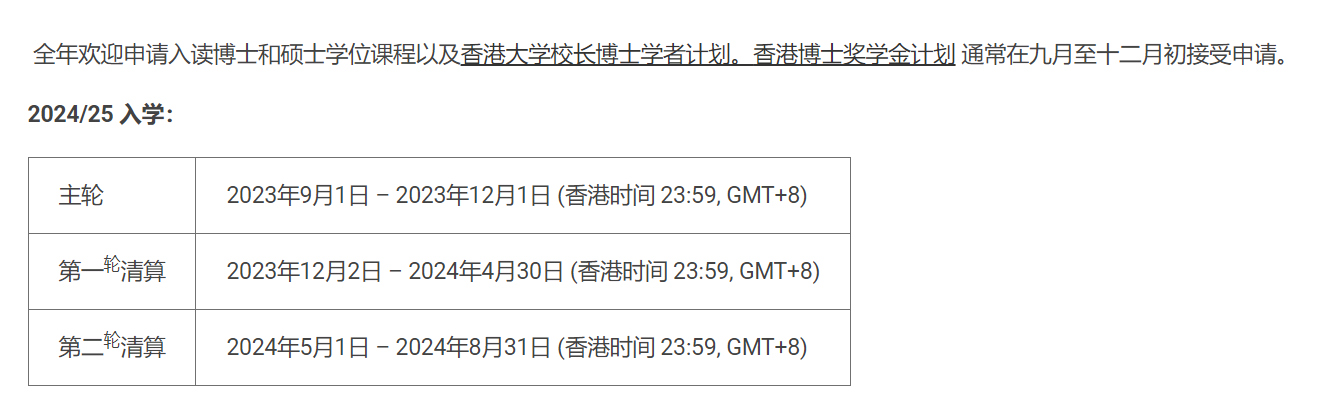 全年欢迎申请入读博士和硕士学位课程以及香港大学校长博士学者计划。香港博士奖学金计划 通常在九月至十二月初接受申请。
2024/25 入学：
主轮 2023年9月1日 – 2023年12月1日 (香港时间 23:59, GMT+8)
第一轮清算 2023年12月2日 – 2024年4月30日 (香港时间 23:59, GMT+8)
第二轮清算 2024年5月1日 – 2024年8月31日 (香港时间 23:59, GMT+8)